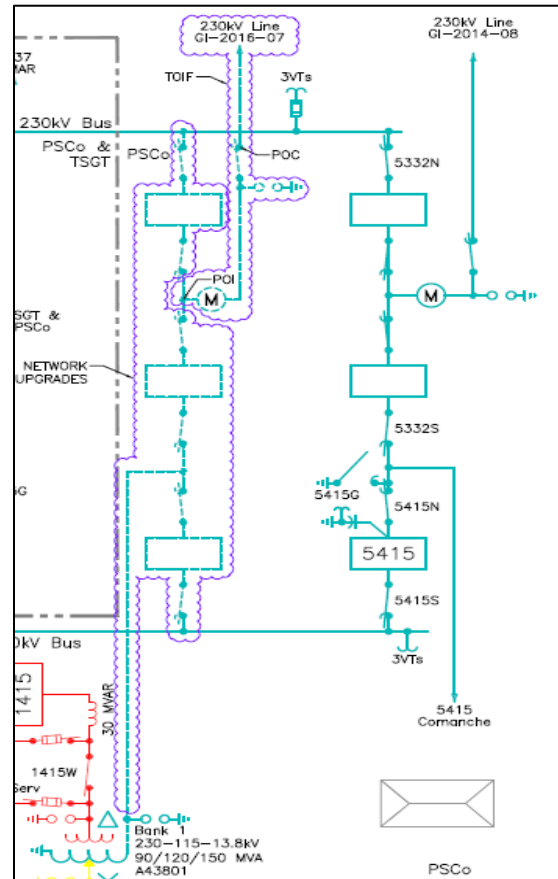 230kV Line
GI-2016-07
230kV Line
GI-2014-08
37
MAR
TOIF
3VTs
230kV Bus
PSCo &
TSGT
PSCo
POC
5332N
POI
M
M
SGT &
PSCo
NETWORK
UPGRADES
5332S
5415G
5415N
5415
5415S
0kV Bus
3VTs
1415
30 MVAR
5415
Comanche
1415W
Serv
Bank 1
230-115-13.8kV
90/120/150 MVA
A43801
PSCo